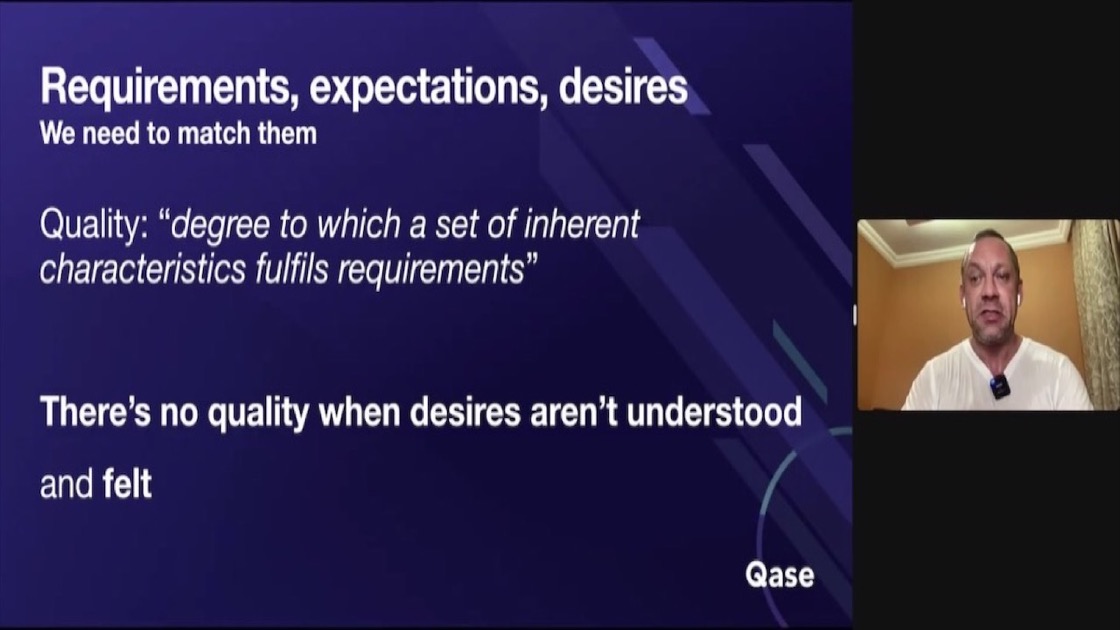 Requirements, expectations, desires
We need to match them
Quality: “degree to which a set of inherent
characteristics fulfils requirements”
There’s no quality when desires aren’t understood
and felt
Qase